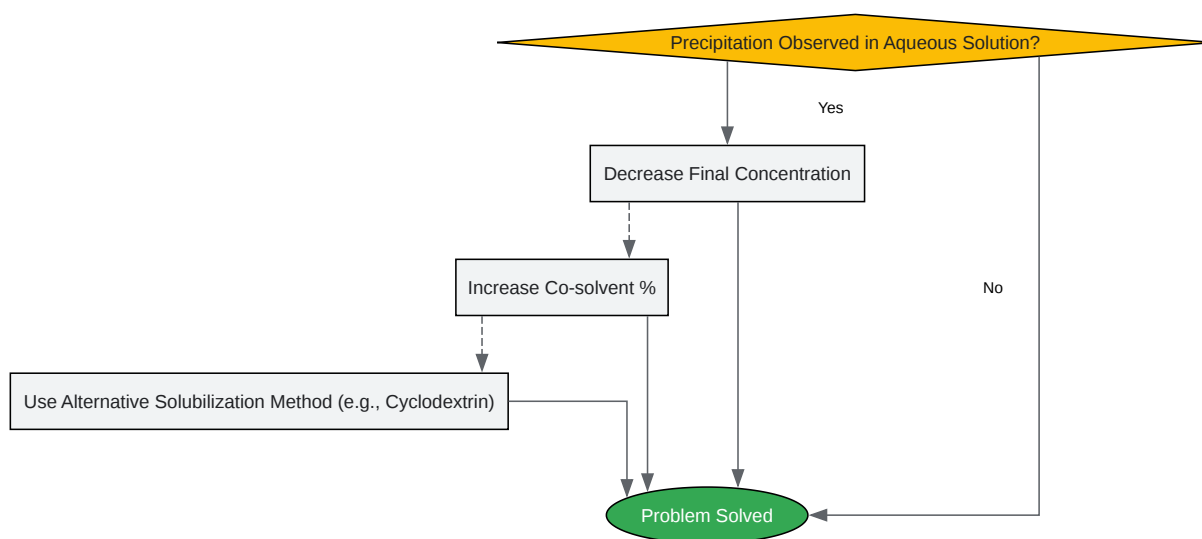 Precipitation Observed in Aqueous Solution?
Yes
Decrease Final Concentration
Increase Co-solvent %
No
Use Alternative Solubilization Method (e.g., Cyclodextrin)
Problem Solved